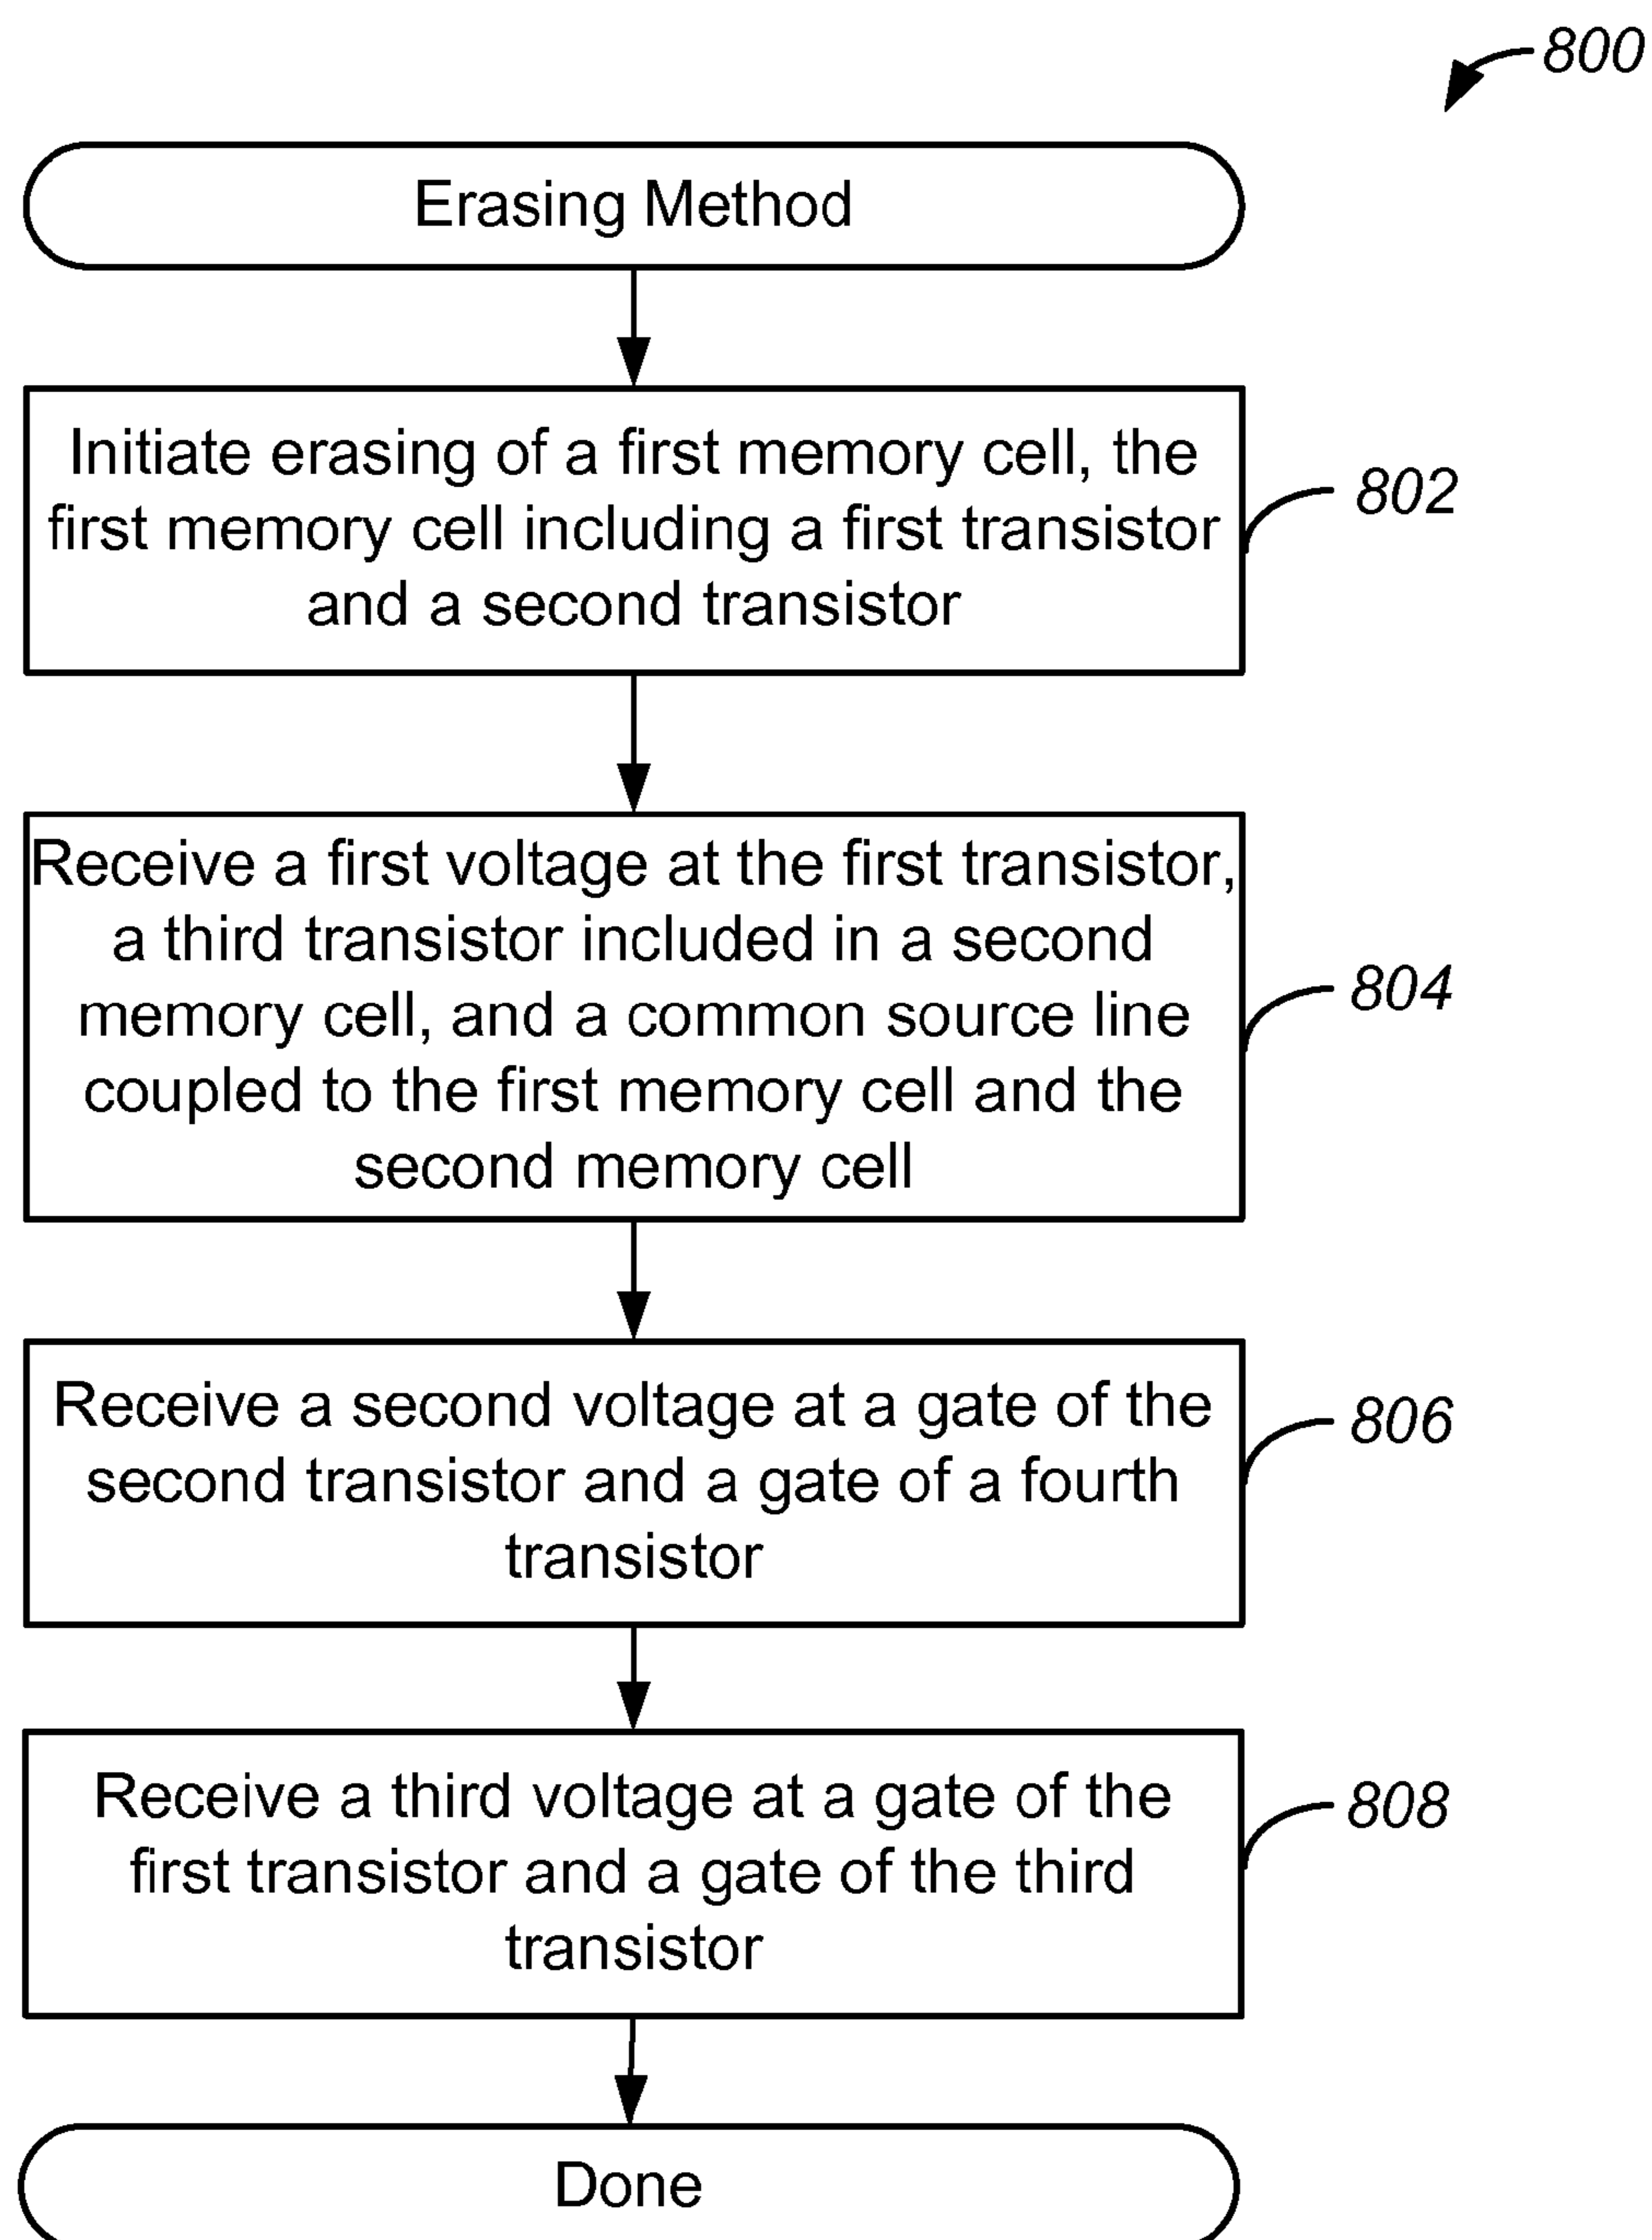 800
Erasing Method
Initiate erasing of a first memory cell, the
first memory cell including a first transistor
and a second transistor
802
Receive a first voltage at the first transistor,
a third transistor included in a second
memory cell, and a common source line
coupled to the first memory cell and the
second memory cell
804
Receive a second voltage at a gate of the
second transistor and a gate of a fourth
transistor
806
Receive a third voltage at a gate of the
first transistor and a gate of the third
transistor
808
Done